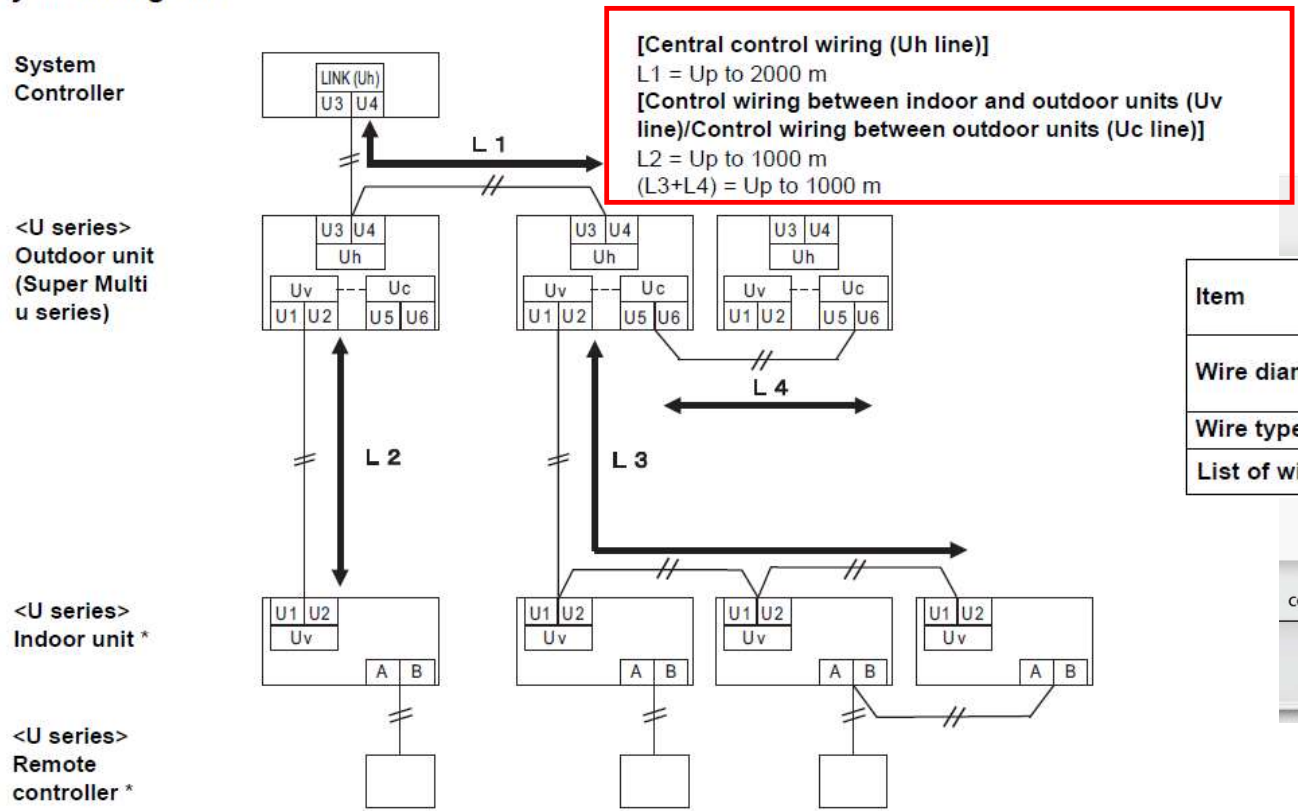 System
Controller
LINK (Uh)
U3 U4
[Central control wiring (Uh line)]
L1 = Up to 2000 m
[Control wiring between indoor and outdoor units (Uv
line)/Control wiring between outdoor units (Uc line)]
L2 = Up to 1000 m
(L3+L4) = Up to 1000 m
L 1
<U series>
Outdoor unit
(Super Multi
u series)
U3 U4
Uh
Uv Uc
U1 U2 U5 U6
U3 U4
Uh
Uv Uc
U1 U2 U5 U6
U3 U4
Uh
Uv Uc
U1 U2 U5 U6
Item
Wire
Wire
List of
L 4
L 2
L 3
<U series>
Indoor unit *
U1 U2
Uv
A B
U1 U2
Uv
A B
U1 U2
Uv
A B
U1 U2
Uv
A B
<U series>
Remote
controller *